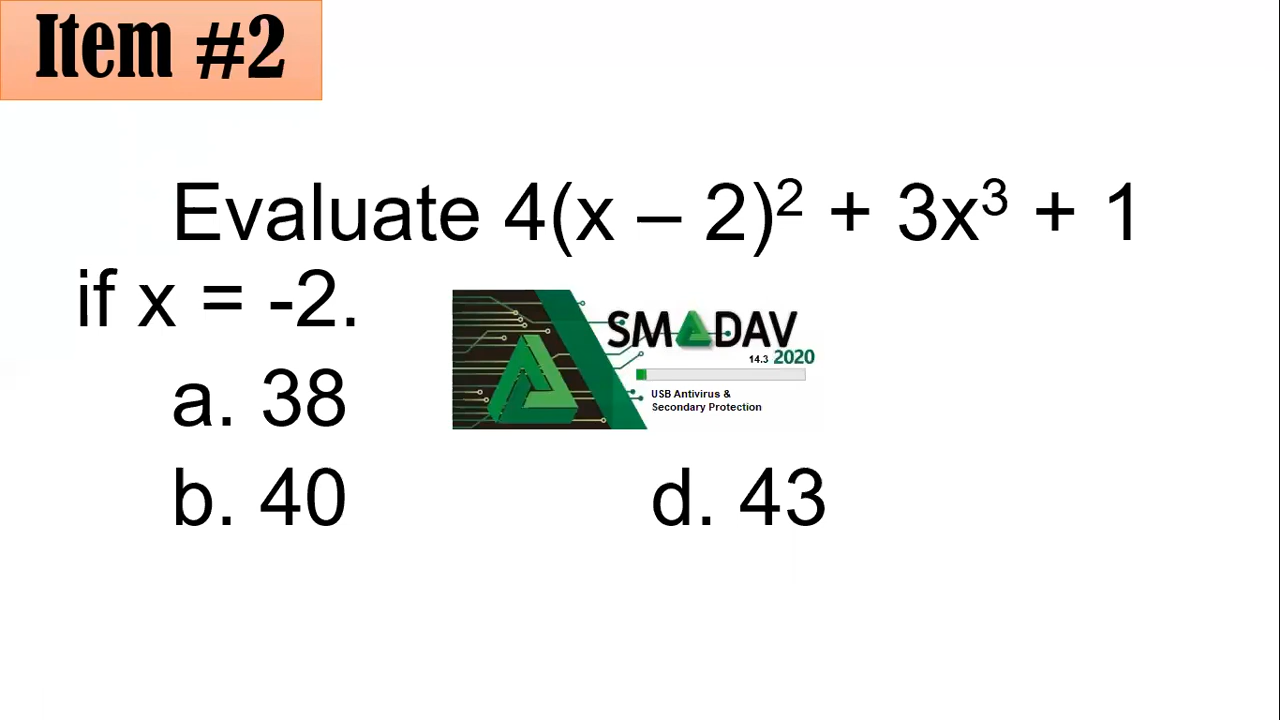 Item #2
Evaluate 4(x – 2)² + 3x³ + 1
if x = -2.
SMADAV
14.3 2020
USB Antivirus &
Secondary Protection
a. 38
b. 40
d. 43